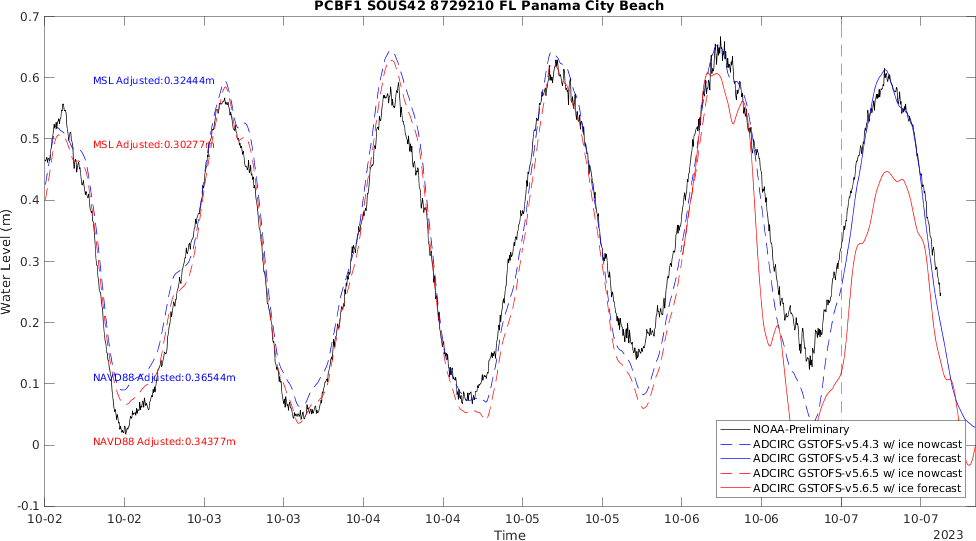 PCBF1 SOUS42 8729210 FL Panama City Beach
Water Level (m)
0.7
0.6
0.5
0.4
0.3
0.2
0.1
0
-0.1
MSL Adjusted:0.32444m
MSL Adjusted:0.30277m
NAVD88 Adjusted:0.36544m
NAVD88 Adjusted:0.34377m
NOAA-Preliminary
ADCIRC GSTOFS-v5.4.3 w/ ice nowcast
ADCIRC GSTOFS-v5.4.3 w/ ice forecast
ADCIRC GSTOFS-v5.6.5 w/ ice nowcast
ADCIRC GSTOFS-v5.6.5 w/ ice forecast
10-02 10-02 10-03 10-03 10-04 10-04 10-05 10-05 10-06 10-06 10-07 10-07
Time
2023